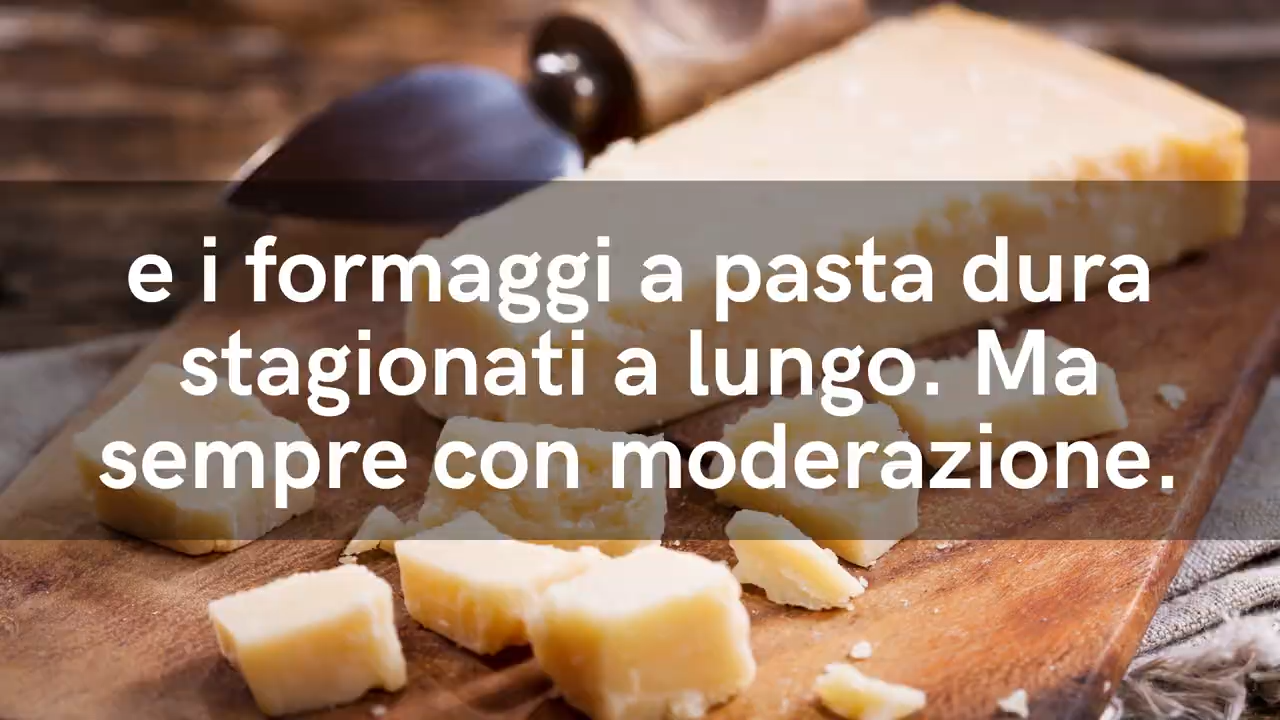 e i formaggi a pasta dura
stagionati a lungo. Ma
sempre con moderazione.